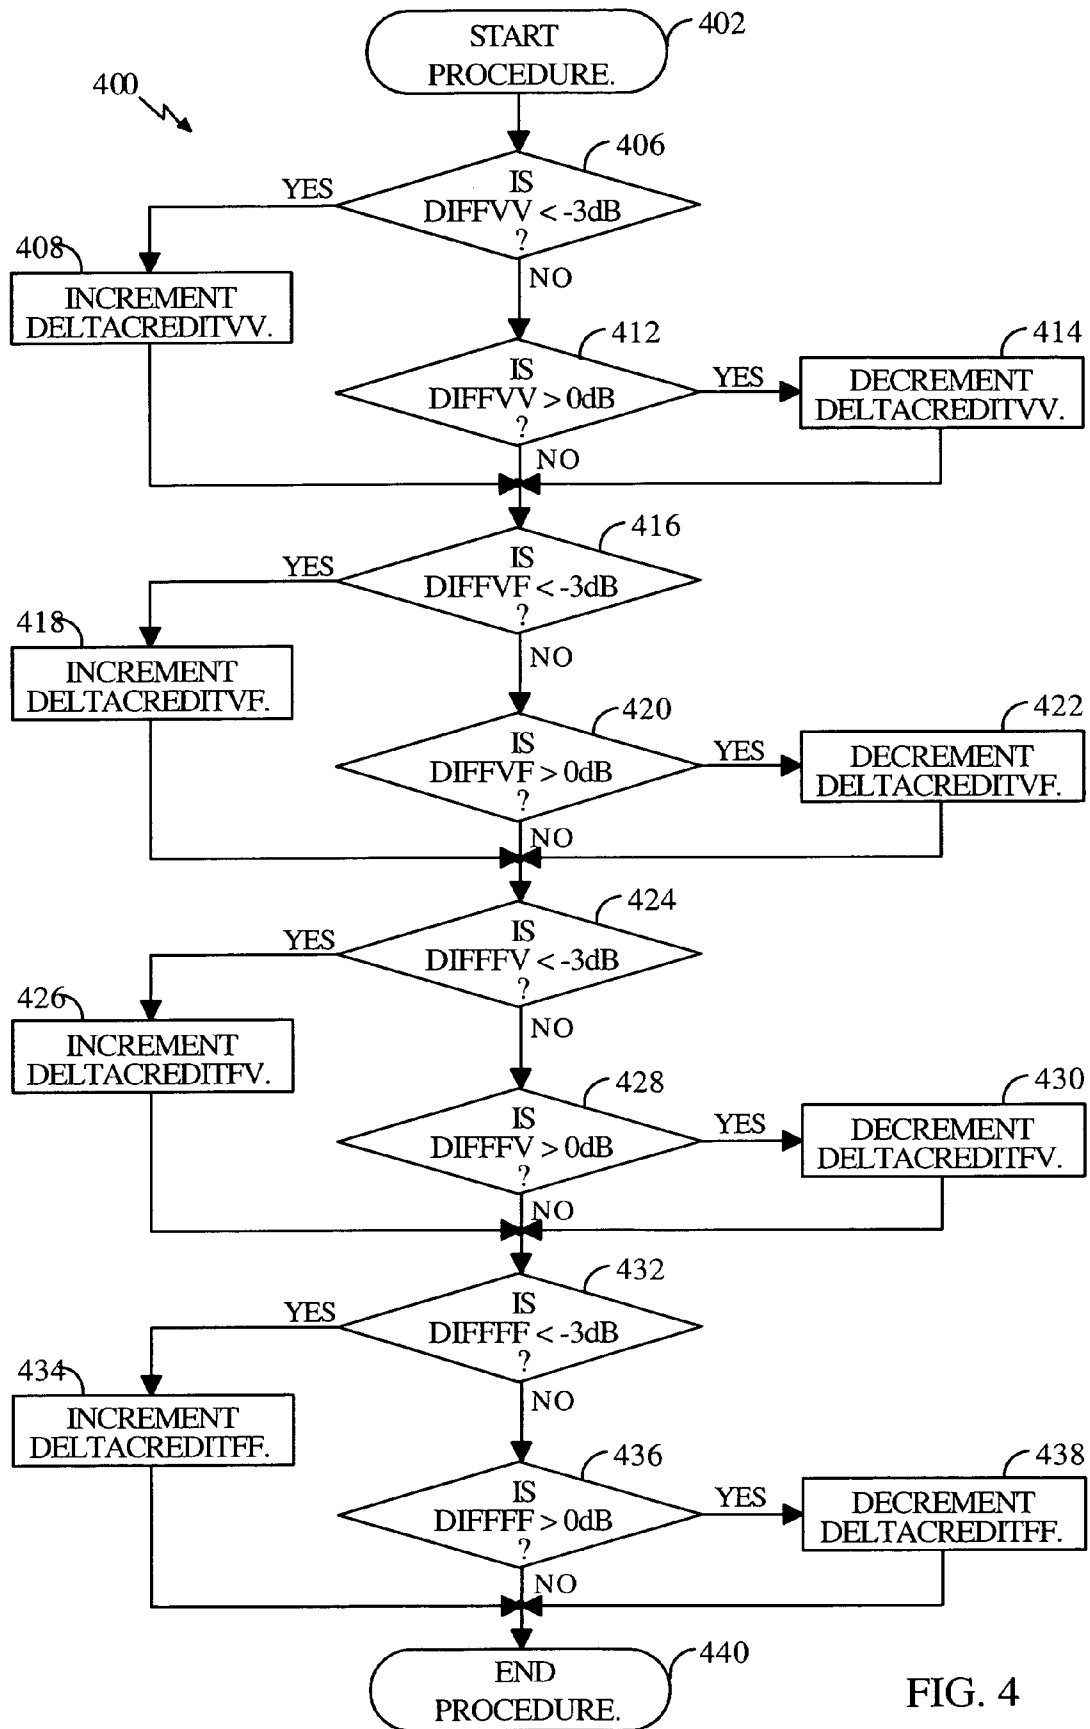 START
PROCEDURE.
402
400
406
IS
DIFFVV < -3dB
?
YES
NO
408
INCREMENT
DELTACREDITVV.
412
IS
DIFFVV > 0dB
?
YES
NO
414
DECREMENT
DELTACREDITVV.
416
IS
DIFFVF < -3dB
?
YES
NO
418
INCREMENT
DELTACREDITVF.
420
IS
DIFFVF > 0dB
?
YES
NO
422
DECREMENT
DELTACREDITVF.
424
IS
DIFFFV < -3dB
?
YES
NO
426
INCREMENT
DELTACREDITFV.
428
IS
DIFFFV > 0dB
?
YES
NO
430
DECREMENT
DELTACREDITFV.
432
IS
DIFFFF < -3dB
?
YES
NO
434
INCREMENT
DELTACREDITFF.
436
IS
DIFFFF > 0dB
?
YES
NO
438
DECREMENT
DELTACREDITFF.
END
PROCEDURE.
440
FIG. 4